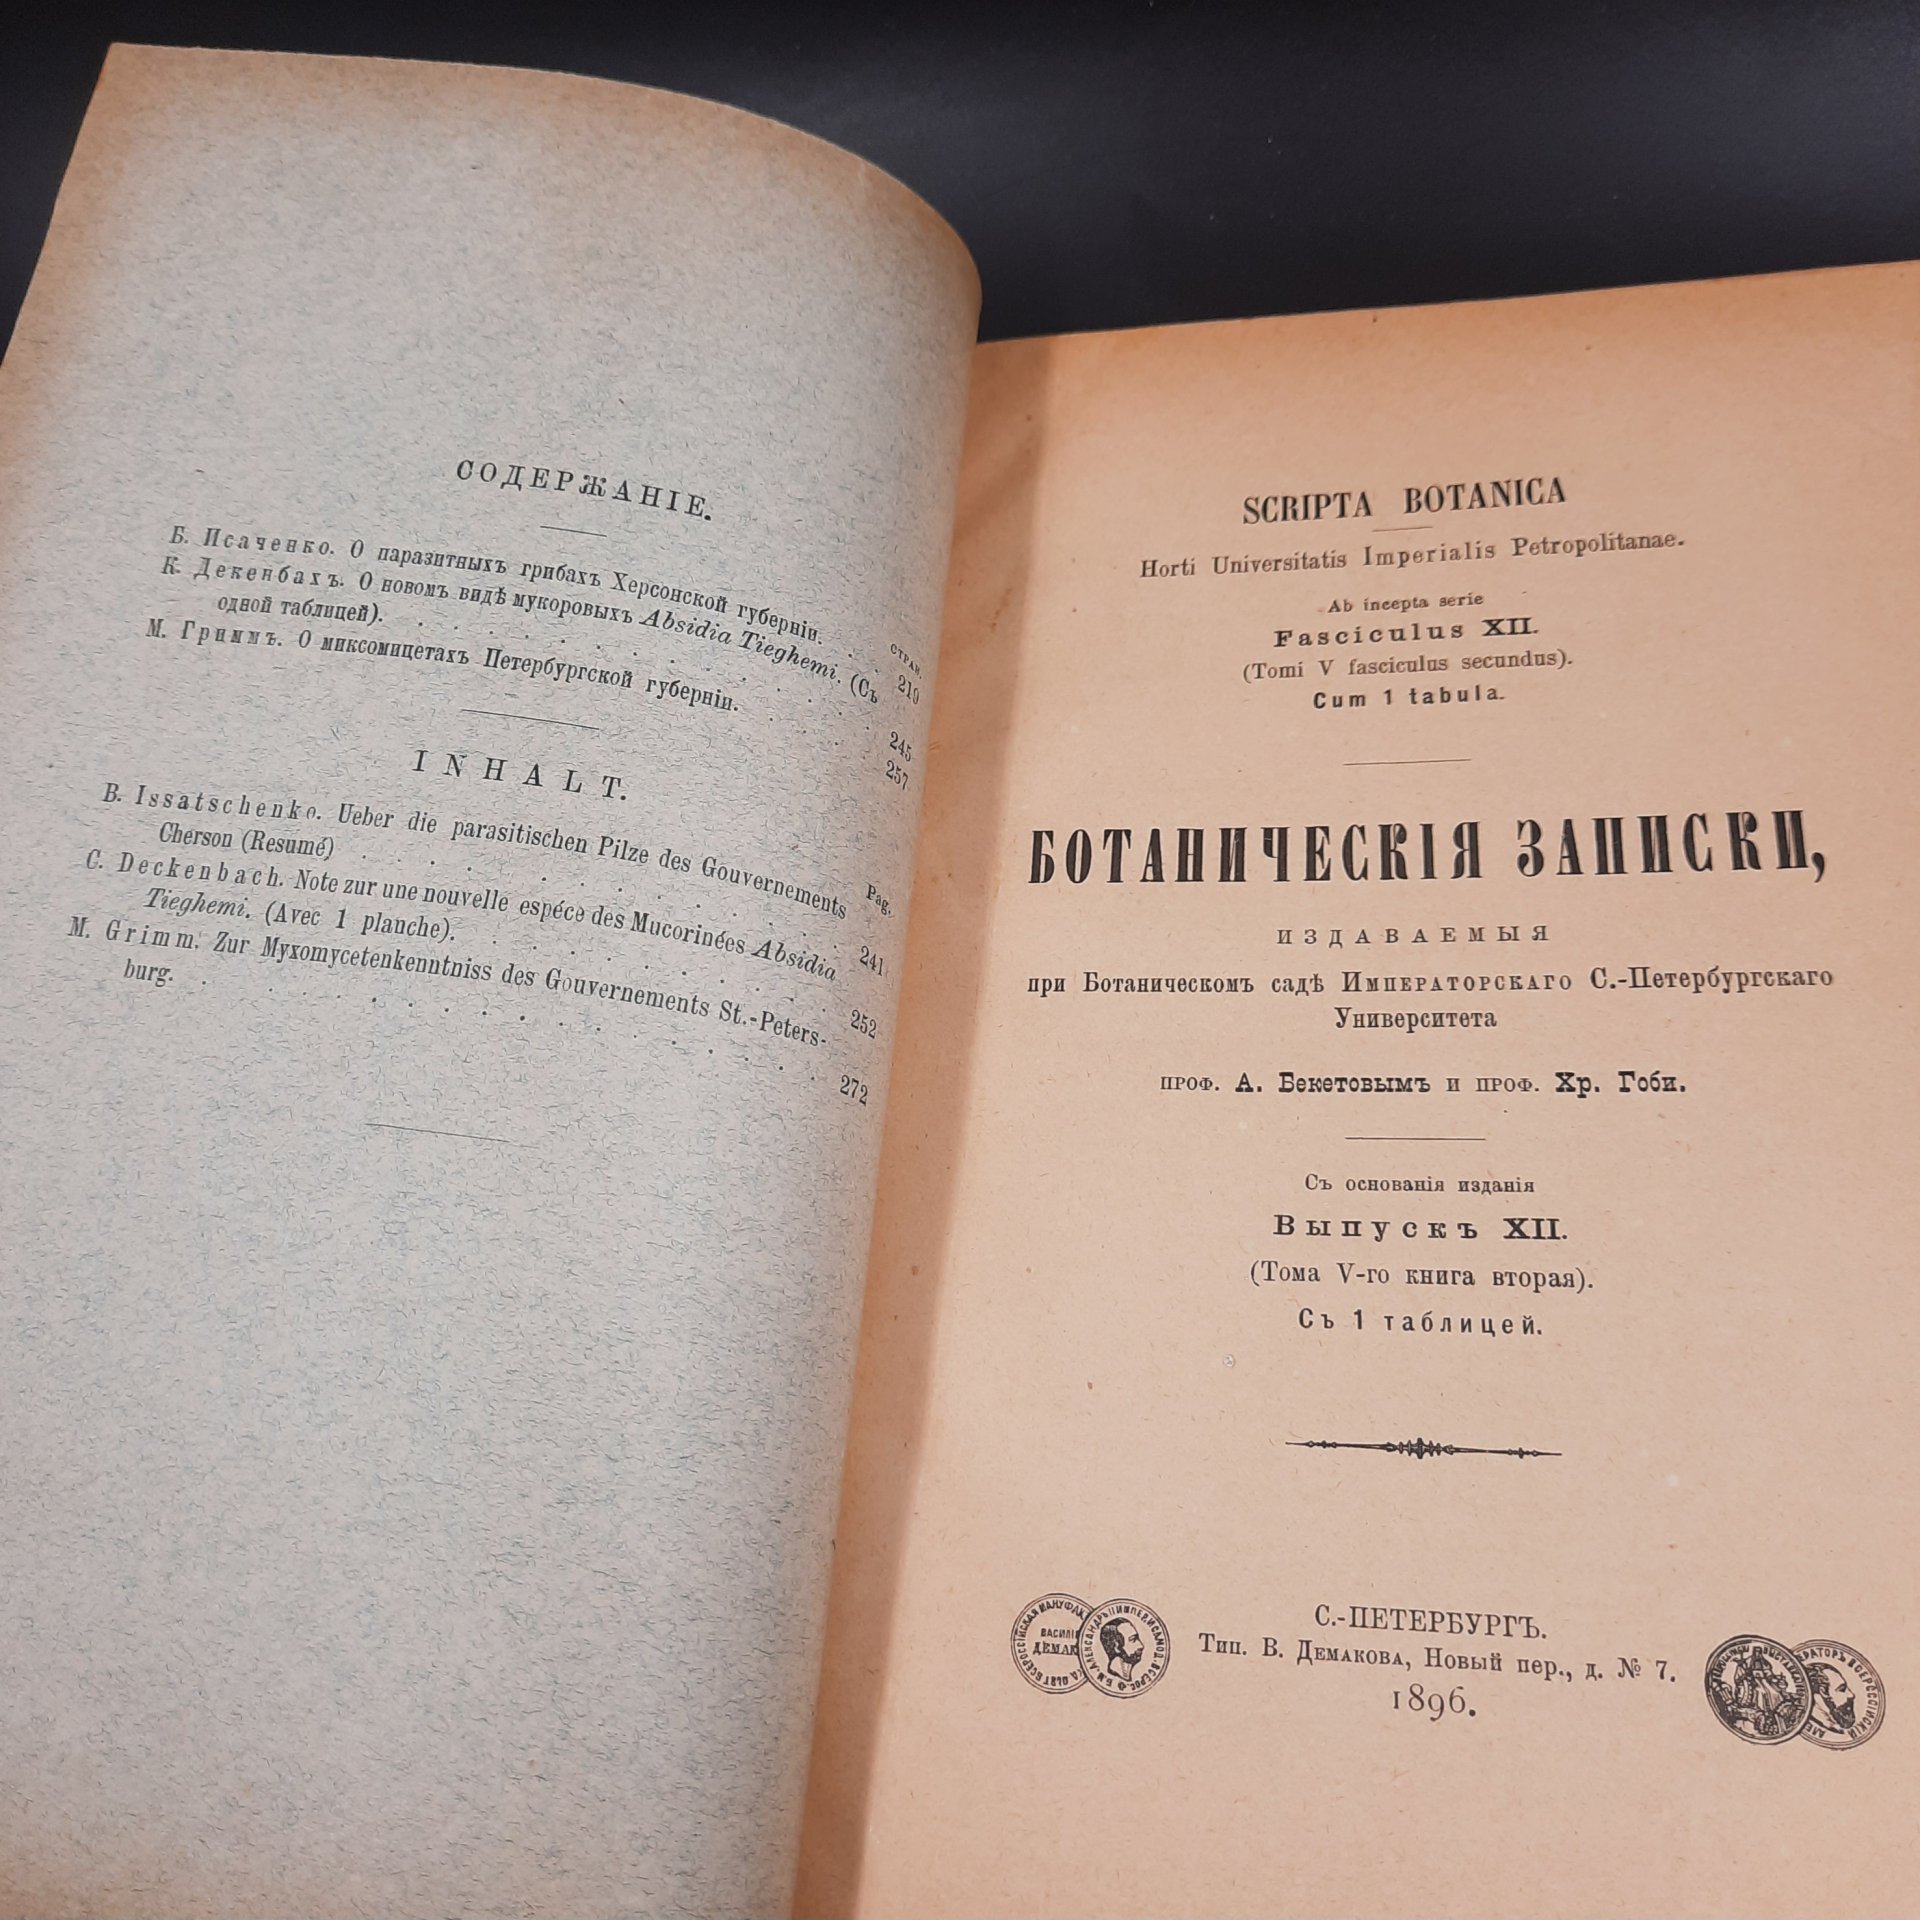 СОДЕРЖАНІЕ.
СТРАН.
Б. Исаченко. О паразитныхъ грибахъ Херсонской губерніи. . . 219
К. Декенбахъ. О новомъ видѣ мукоровыхъ Absidia Tieghemi. (Съ
одной таблицей). . . . . . . . . . . . 245
М. Гриммъ. О миксомицетахъ Петербургской губерніи. . . . . 257
INHALT.
Pag.
B. Issatschenko. Ueber die parasitischen Pilze des Gouvernements
Cherson (Resumé) . . . . . . . . . . . 241
C. Deckenbach. Note zur une nouvelle espéce des Mucorinées Absidia
Tieghemi. (Avec 1 planche). . . . . . . . . . 252
M. Grimm. Zur Myxomycetenkenntniss des Gouvernements St.-Peters-
burg. . . . . . . . . . . . . . 272
SCRIPTA BOTANICA
Horti Universitatis Imperialis Petropolitanae.
Ab incepta serie
Fasciculus XII.
(Tomi V fasciculus secundus).
Cum 1 tabula.
БОТАНИЧЕСКІЯ ЗАПИСКИ,
ИЗДАВАЕМЫЯ
при Ботаническомъ садѣ Императорскаго С.-Петербургскаго
Университета
проф. А. Бекетовымъ и проф. Хр. Гоби.
Съ основанія изданія
Выпускъ XII.
(Тома V-го книга вторая).
Съ 1 таблицей.
С.-ПЕТЕРБУРГЪ.
Тип. В. Демакова, Новый пер., д. № 7.
1896.